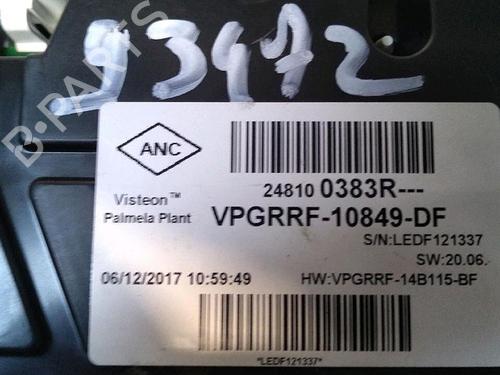 93472
B-PARTS
ANC
24810 0383R---
Visteon™
Palmela Plant
VPGRRF-10849-DF
S/N:LEDF121337
SW:20.06.
06/12/2017 10:59:49
HW:VPGRRF-14B115-BF
*LEDF121337*